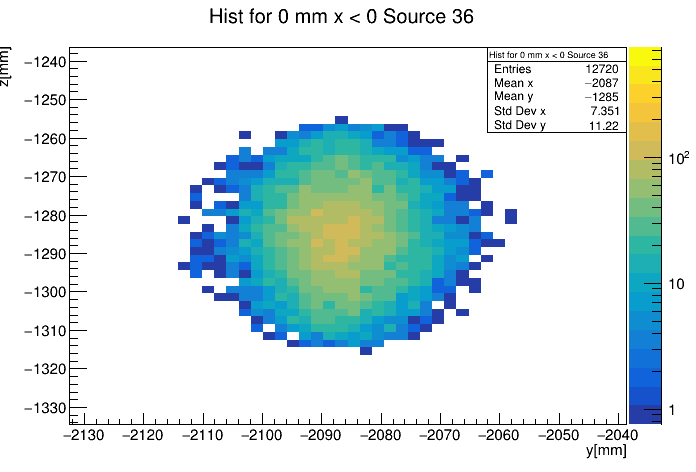 Hist for 0 mm x < 0 Source 36
z[mm]
Hist for 0 mm x < 0 Source 36
Entries 12720
Mean x −2087
Mean y −1285
Std Dev x 7.351
Std Dev y 11.22
−1240
−1250
−1260
−1270
−1280
−1290
−1300
−1310
−1320
−1330
10²
10
1
−2130 −2120 −2110 −2100 −2090 −2080 −2070 −2060 −2050 −2040
y[mm]